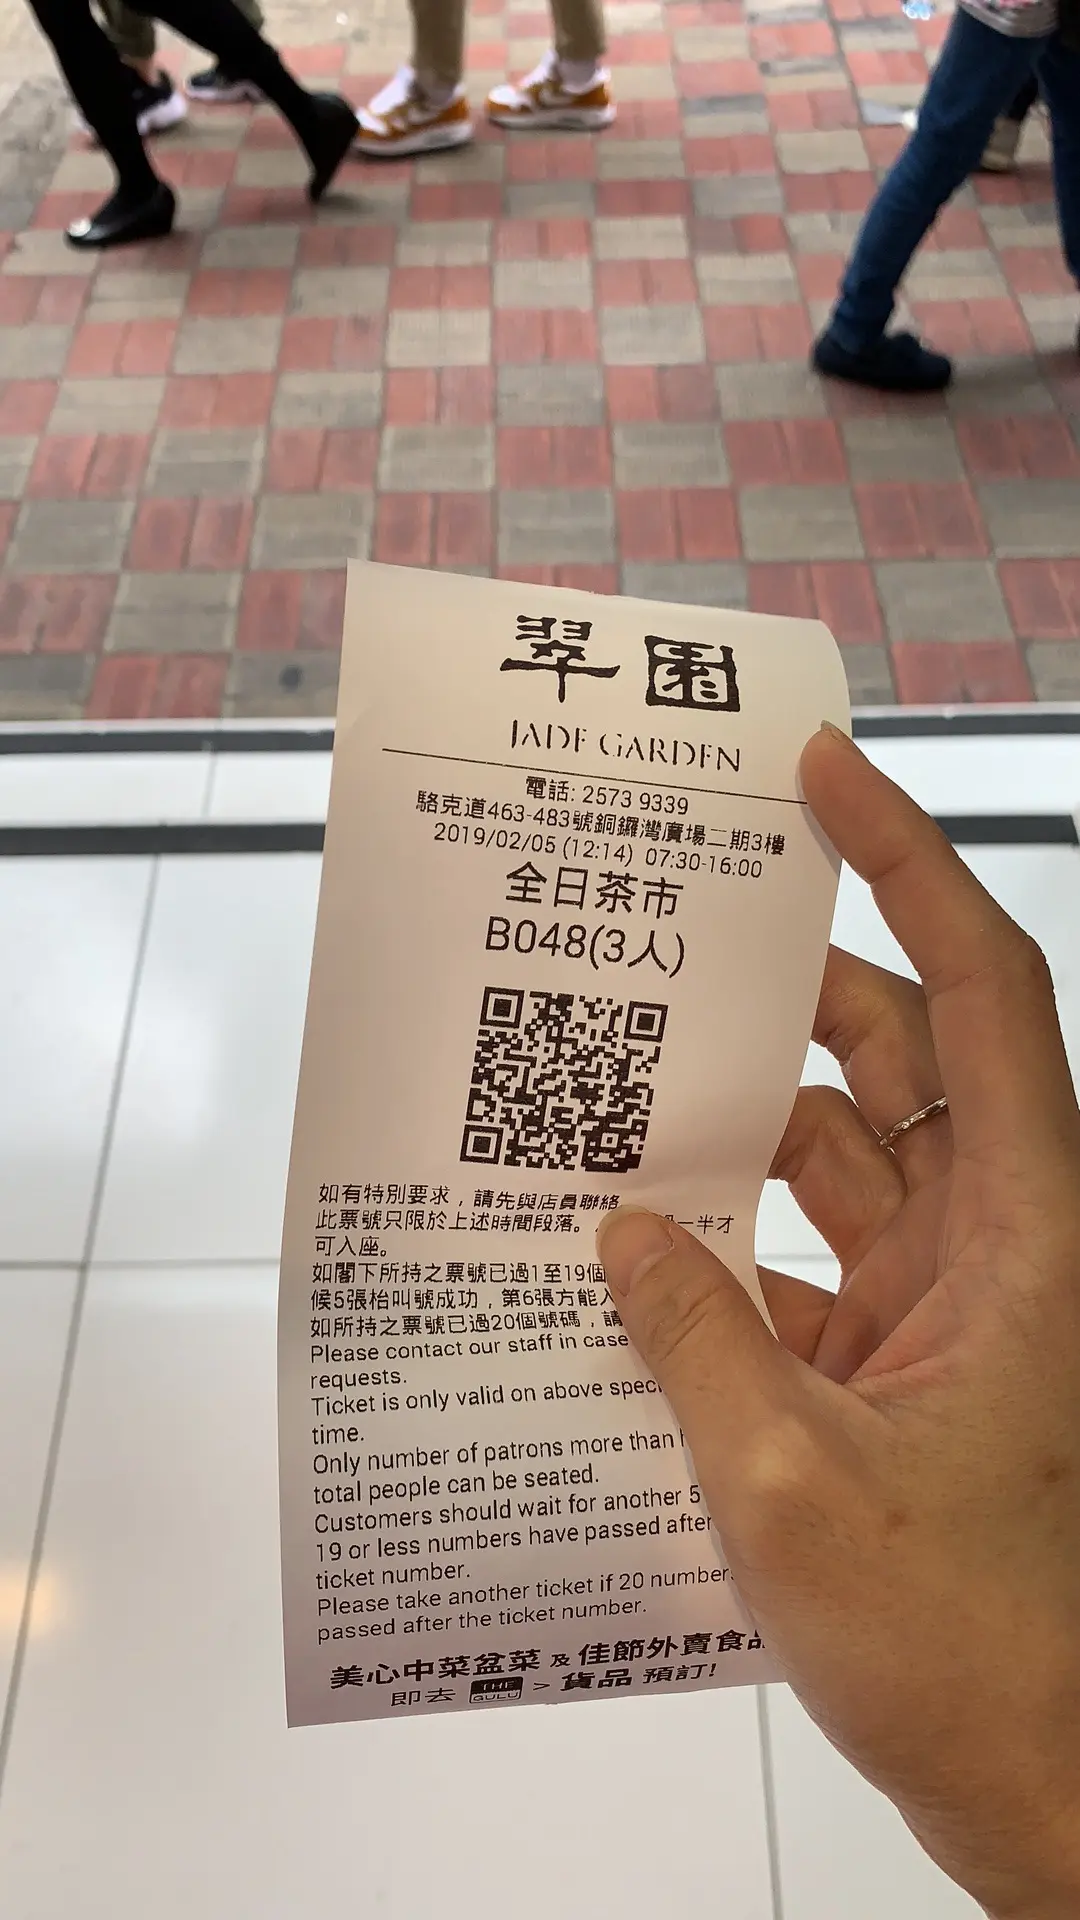 翠園
JADE GARDEN
電話: 2573 9339
駱克道463-483號銅鑼灣廣場二期3樓
2019/02/05 (12:14) 07:30-16:00
全日茶市
B048(3人)
如有特別要求，請先與店員聯絡
此票號只限於上述時間段落。 一半才
可入座。
如閣下所持之票號已過1至19個
候5張枱叫號成功，第6張方能入
如所持之票號已過20個號碼，請
Please contact our staff in case
requests.
Ticket is only valid on above
time.
Only number of patrons more than
total people can be seated.
Customers should wait for another 5
19 or less numbers have passed after
ticket number.
Please take another ticket if 20
passed after the ticket number.
美心中菜盆菜 及 佳節外賣食品
即去 THE GULU > 貨品 預訂!